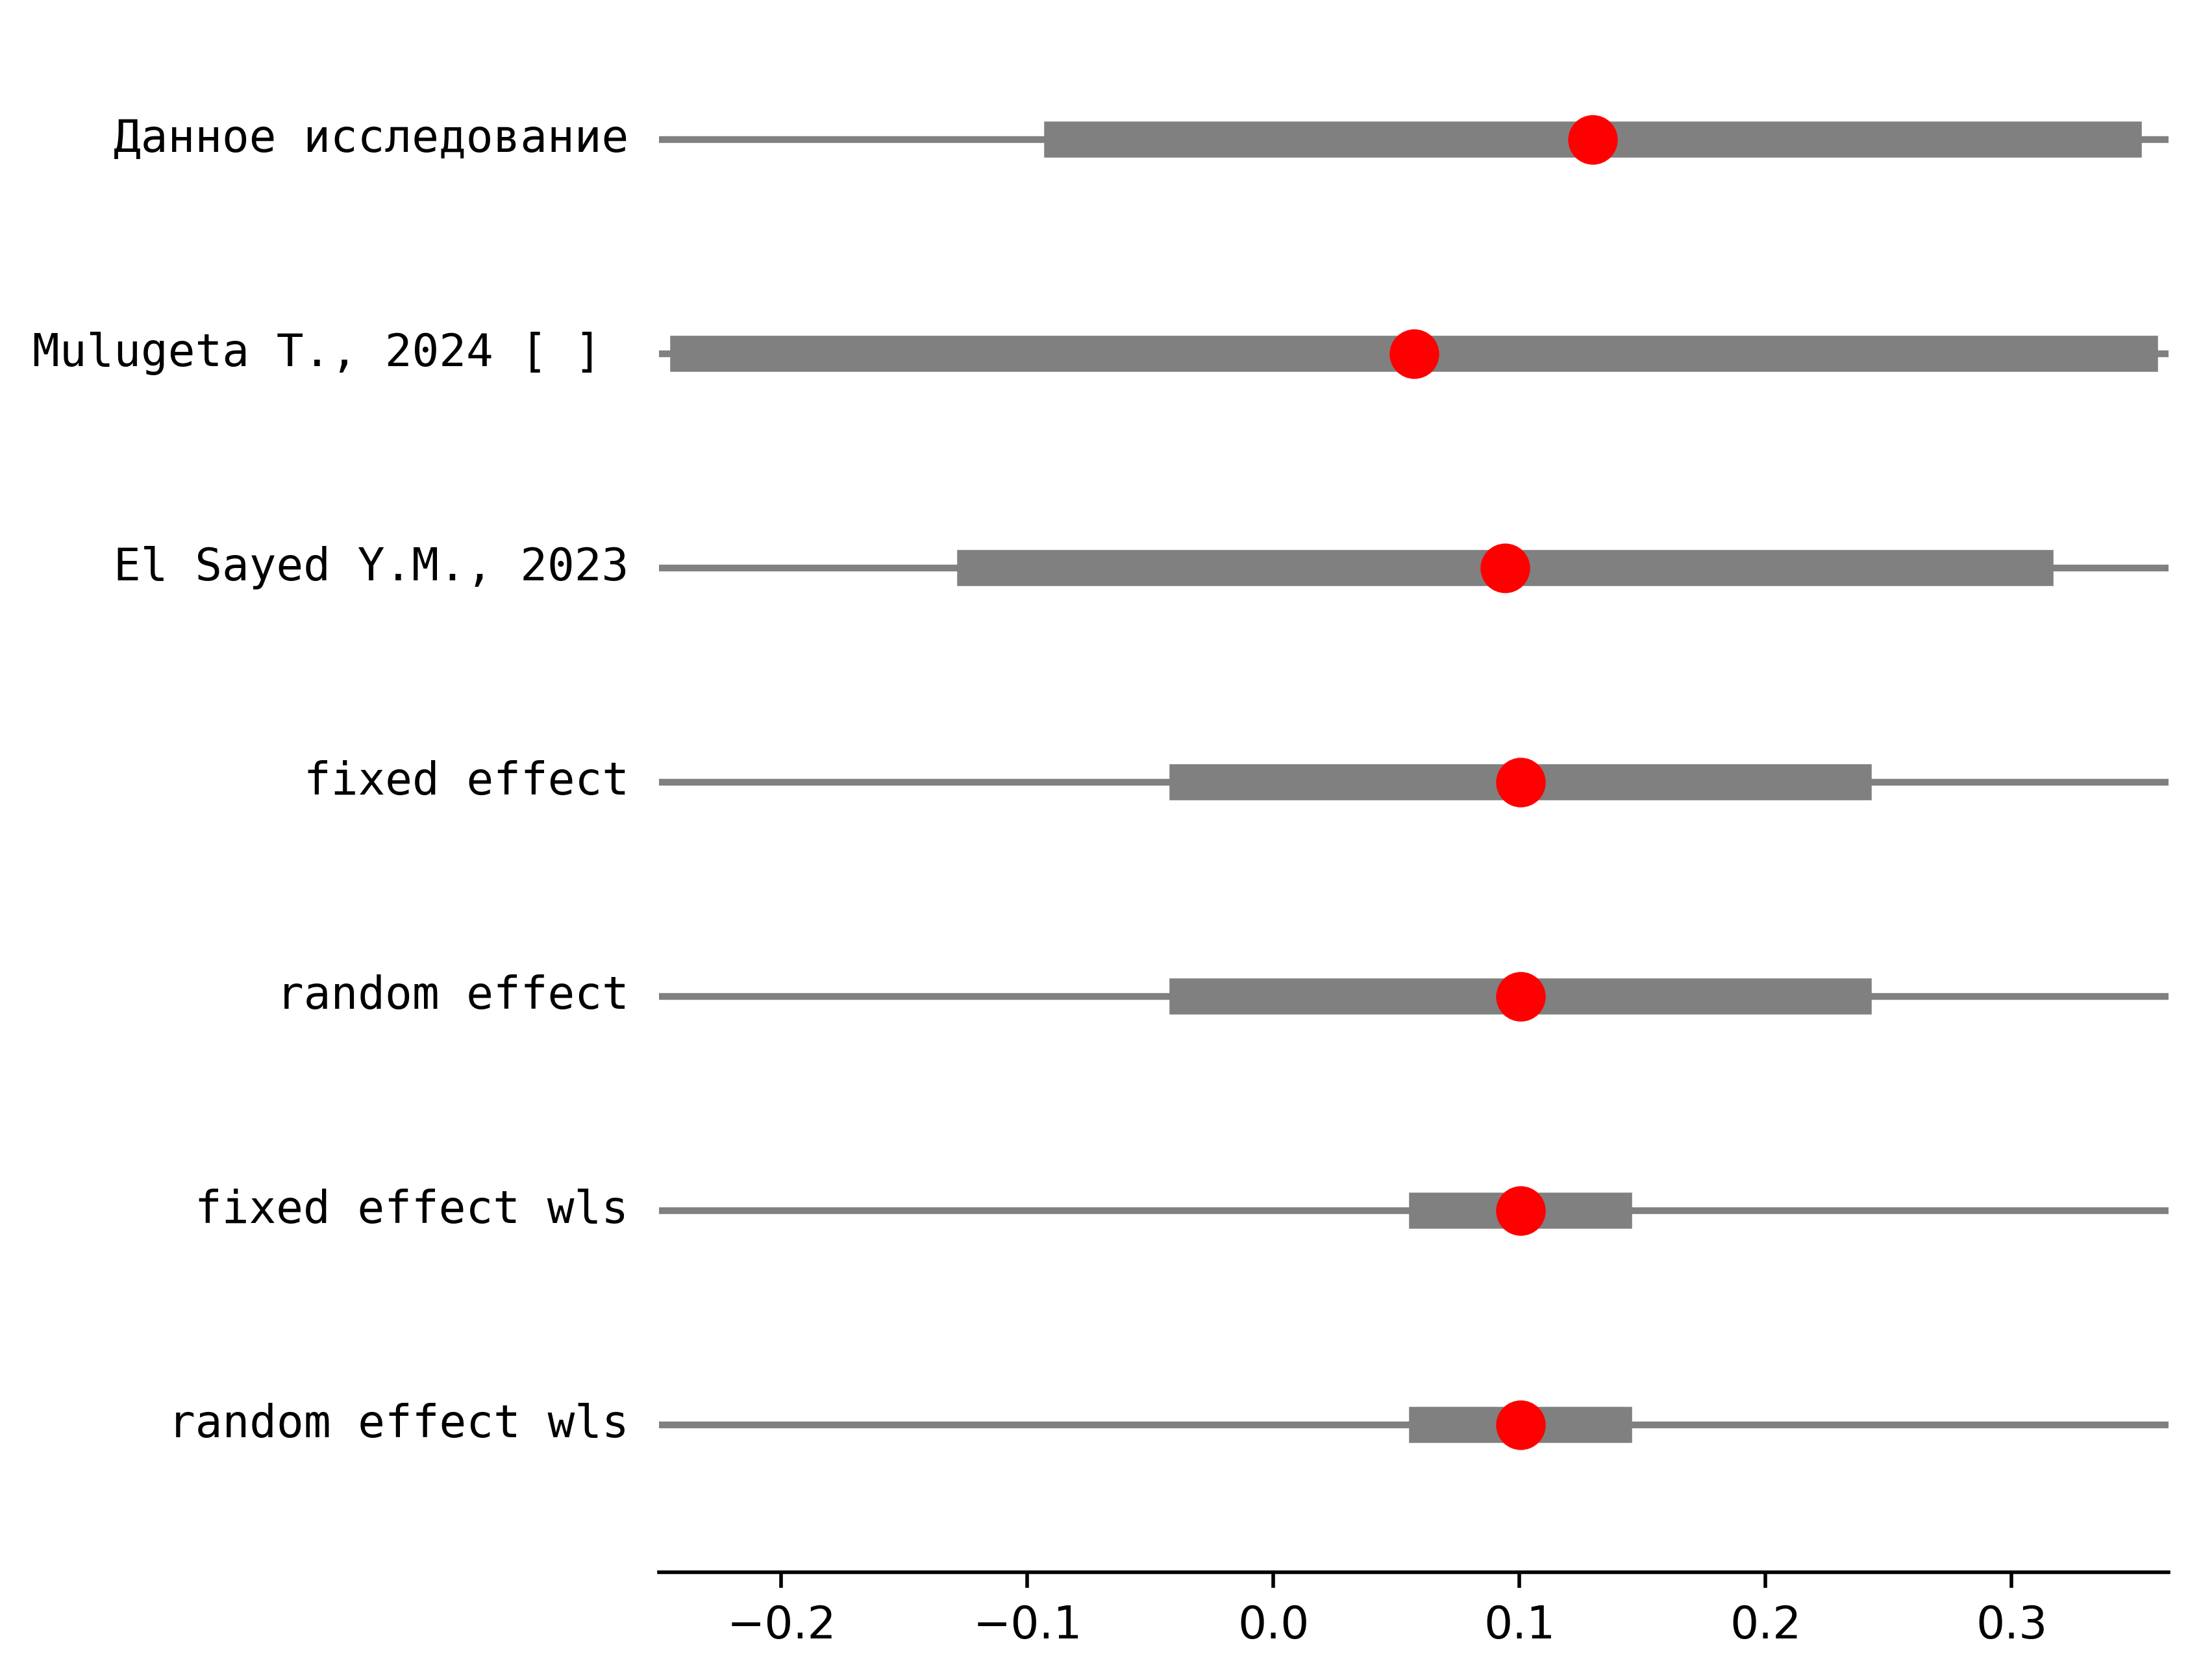 Данное исследование
Mulugeta T., 2024 [ ]
El Sayed Y.M., 2023
fixed effect
random effect
fixed effect wls
random effect wls
−0.2 −0.1 0.0 0.1 0.2 0.3